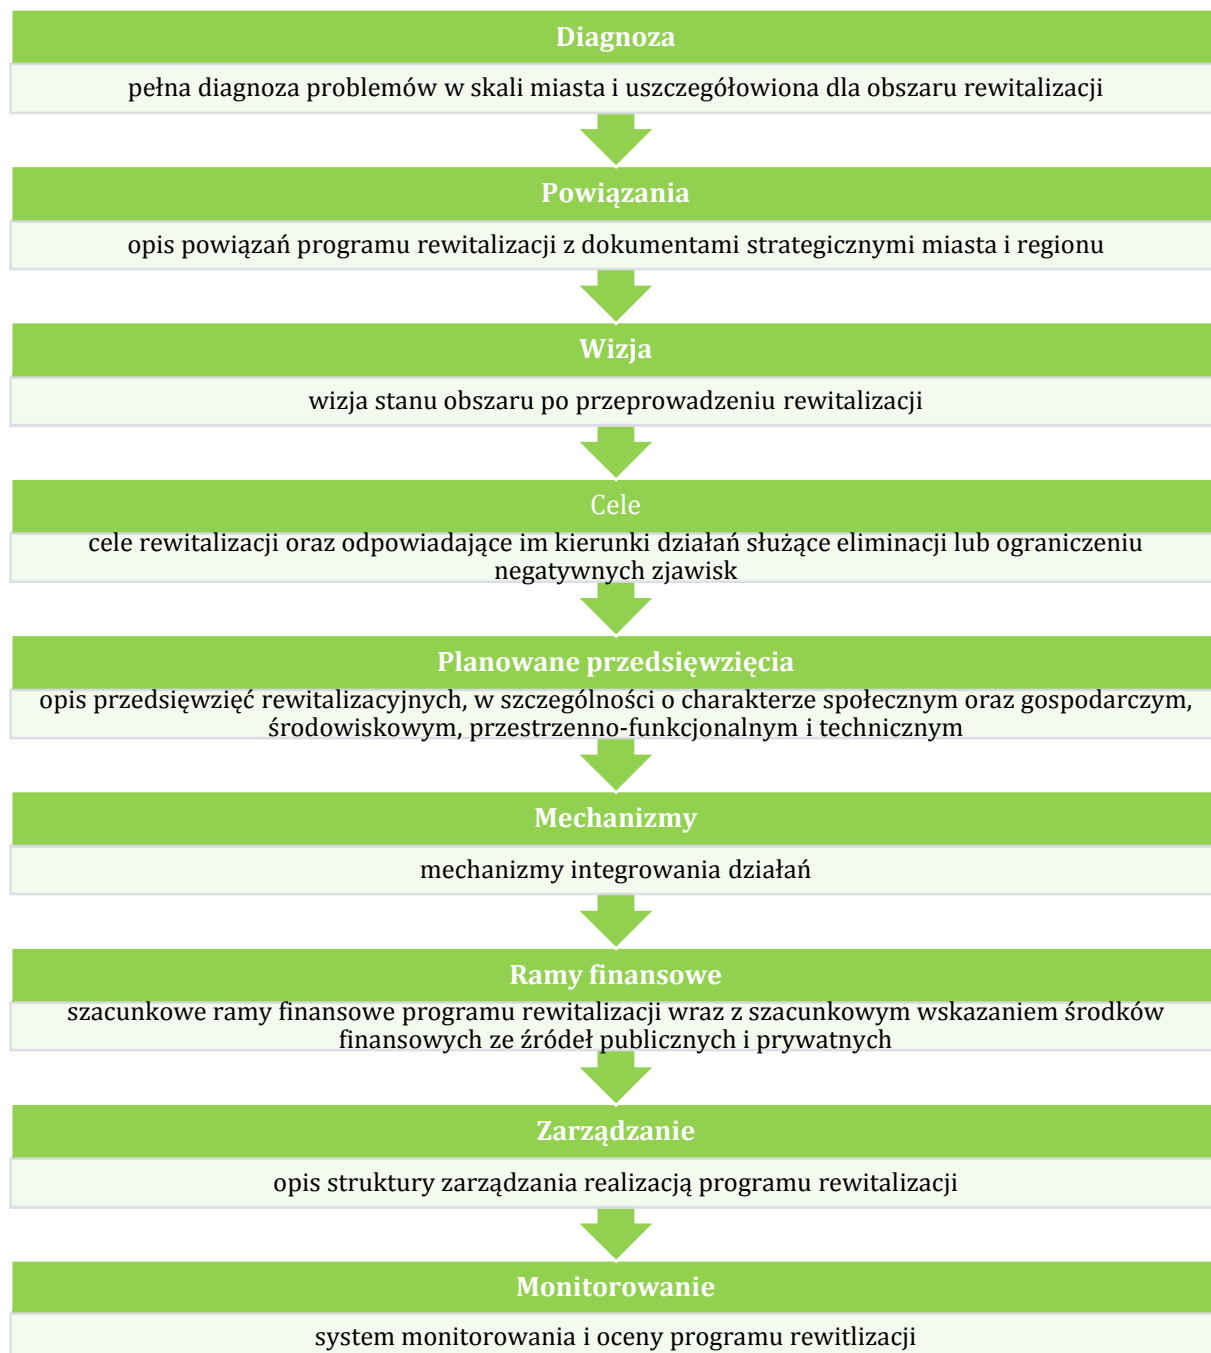 Diagnoza
pełna diagnoza problemów w skali miasta i uszczegółowiona dla obszaru rewitalizacji
Powiązania
opis powiązań programu rewitalizacji z dokumentami strategicznymi miasta i regionu
Wizja
wizja stanu obszaru po przeprowadzeniu rewitalizacji
Cele
cele rewitalizacji oraz odpowiadające im kierunki działań służące eliminacji lub ograniczeniu
negatywnych zjawisk
Planowane przedsięwzięcia
opis przedsięwzięć rewitalizacyjnych, w szczególności o charakterze społecznym oraz gospodarczym,
środowiskowym, przestrzenno-funkcjonalnym i technicznym
Mechanizmy
mechanizmy integrowania działań
Ramy finansowe
szacunkowe ramy finansowe programu rewitalizacji wraz z szacunkowym wskazaniem środków
finansowych ze źródeł publicznych i prywatnych
Zarządzanie
opis struktury zarządzania realizacją programu rewitalizacji
Monitorowanie
system monitorowania i oceny programu rewitlizacji